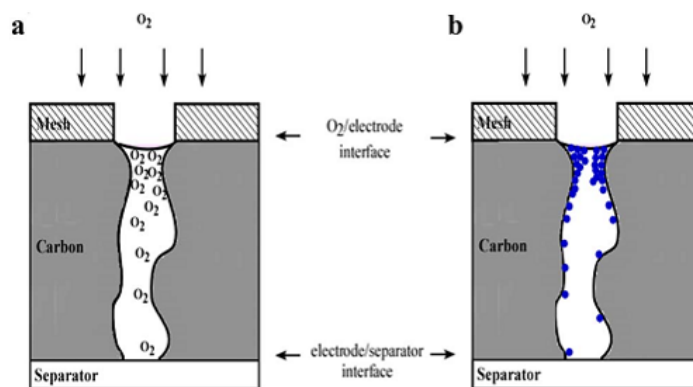 a
O2
Mesh
O2/electrode
interface
O2 O2
O2 O2
O2 O2
O2
O2
O2
O2
O2
Carbon
electrode/separator
interface
Separator
b
O2
Mesh
Carbon
Separator